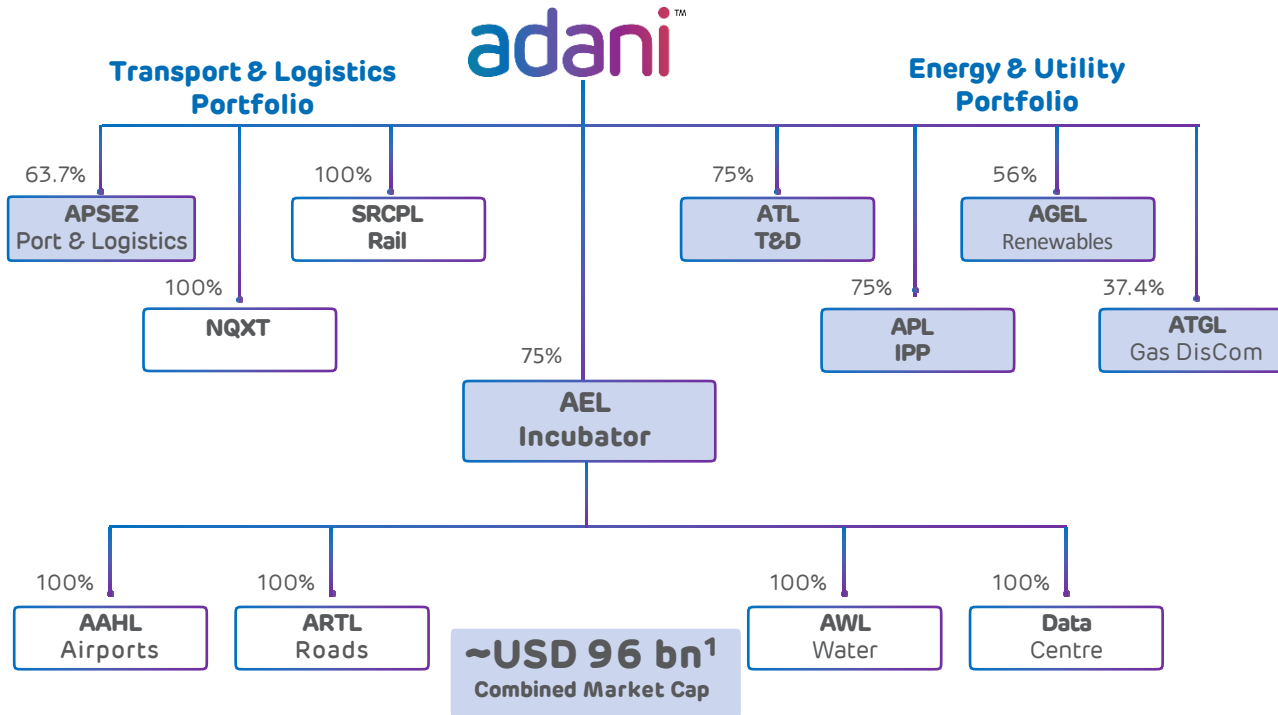 adani™
Transport & Logistics
Portfolio
Energy & Utility
Portfolio
63.7%
APSEZ
Port & Logistics
100%
SRCPL
Rail
75%
ATL
T&D
56%
AGEL
Renewables
100%
NQXT
75%
APL
IPP
37.4%
ATGL
Gas DisCom
75%
AEL
Incubator
100%
AAHL
Airports
100%
ARTL
Roads
100%
AWL
Water
100%
Data
Centre
~USD 96 bn¹
Combined Market Cap